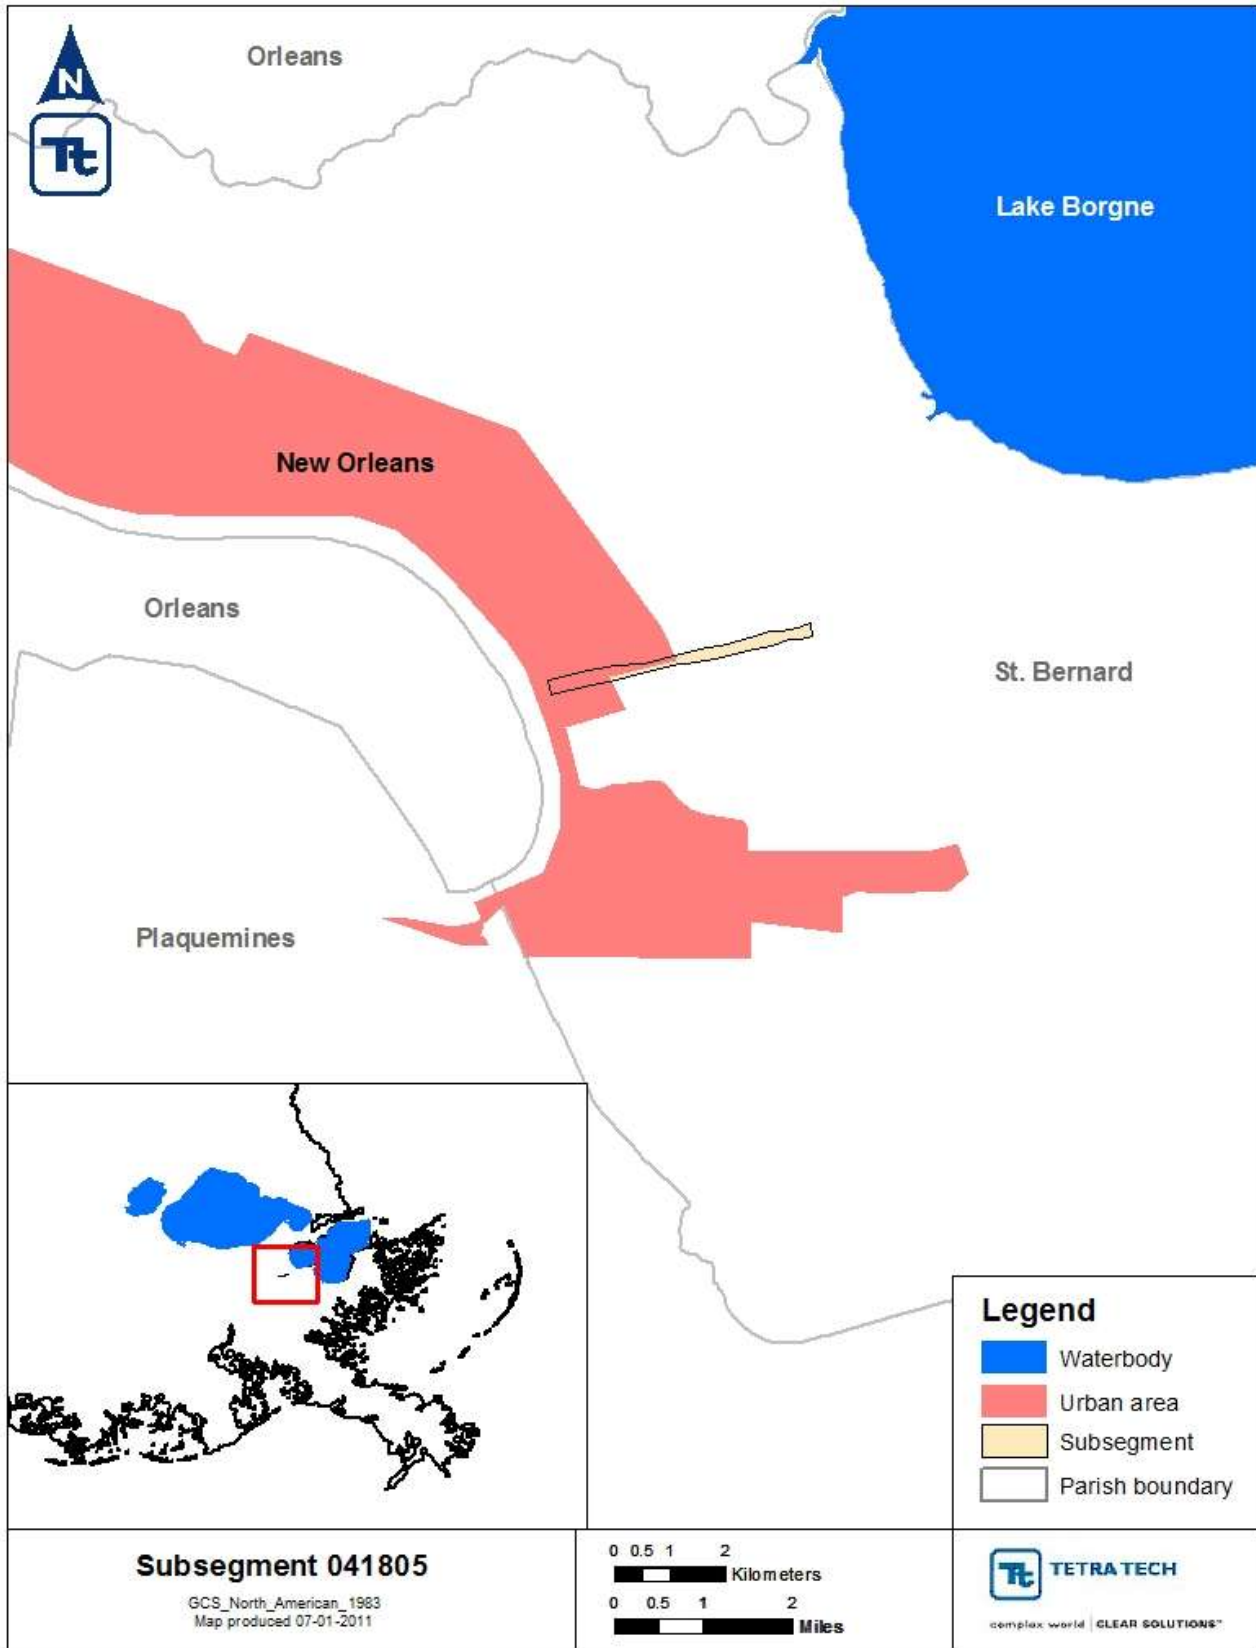 Orleans
N
Tt
Lake Borgne
New Orleans
Orleans
St. Bernard
Plaquemines
Legend
Waterbody
Urban area
Subsegment
Parish boundary
Subsegment 041805
GCS_North_American_1983
Map produced 07-01-2011
0 0.5 1 2
Kilometers
0 0.5 1 2
Miles
Tt TETRA TECH
complex world | CLEAR SOLUTIONS™